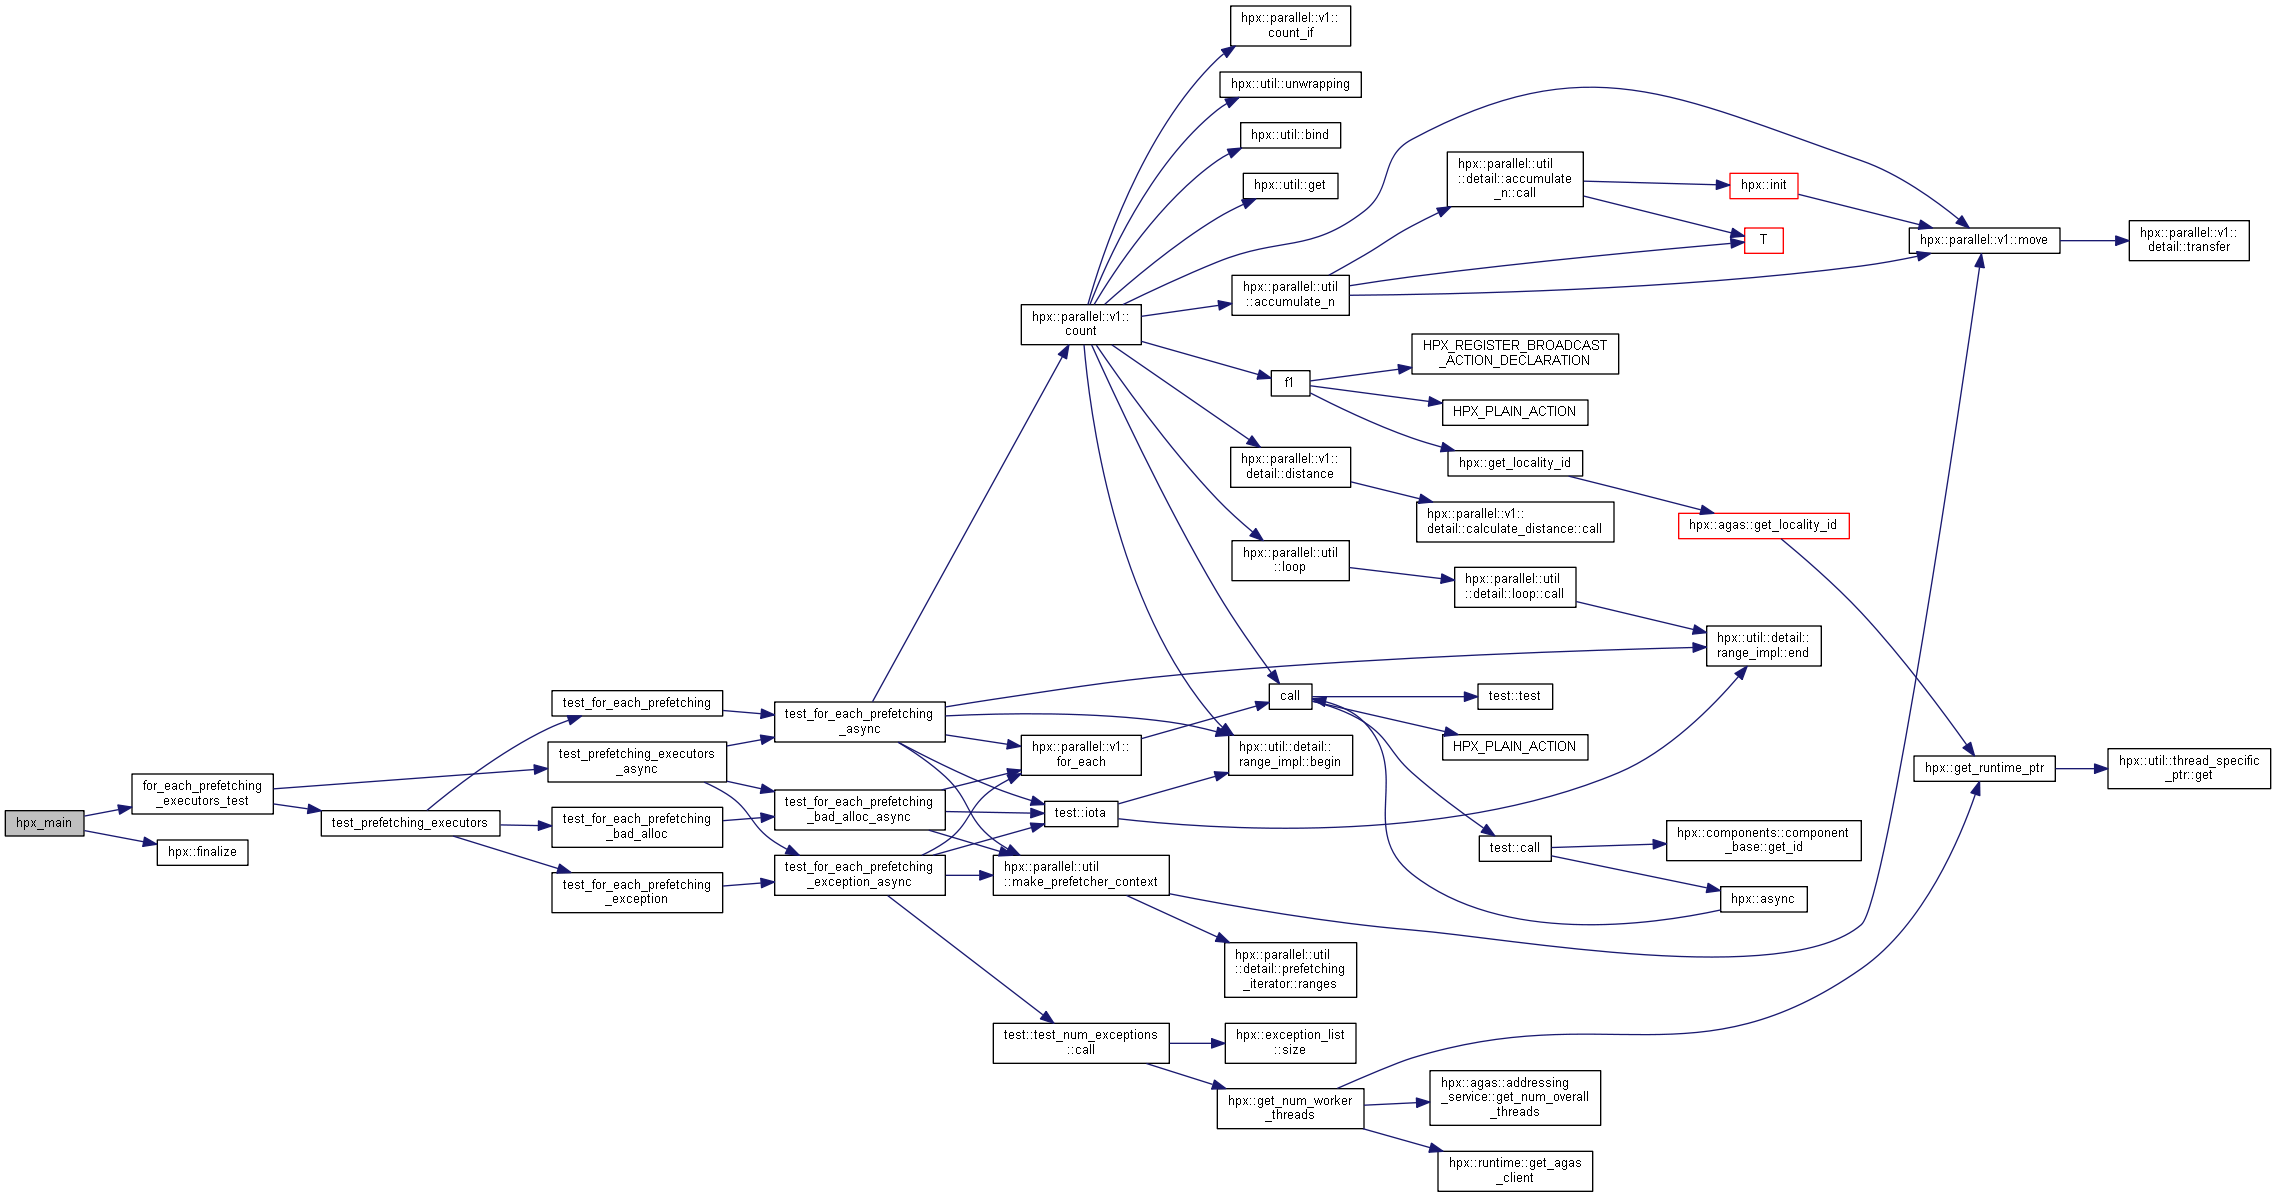 hpx_main
for_each_prefetching
_executors_test
hpx::finalize
test_prefetching_executors
test_for_each_prefetching
test_prefetching_executors
_async
test_for_each_prefetching
_bad_alloc
test_for_each_prefetching
_exception
test_for_each_prefetching
_async
test_for_each_prefetching
_bad_alloc_async
test_for_each_prefetching
_exception_async
hpx::parallel::v1::
count
hpx::parallel::v1::
for_each
test::iota
hpx::parallel::util
::make_prefetcher_context
test::test_num_exceptions
::call
hpx::parallel::v1::
count_if
hpx::util::unwrapping
hpx::util::bind
hpx::util::get
hpx::parallel::util
::accumulate_n
f1
hpx::parallel::v1::
detail::distance
hpx::parallel::util
::loop
call
hpx::util::detail::
range_impl::begin
hpx::parallel::util
::detail::prefetching
_iterator::ranges
hpx::exception_list
::size
hpx::get_num_worker
_threads
hpx::parallel::util
::detail::accumulate
_n::call
HPX_REGISTER_BROADCAST
_ACTION_DECLARATION
HPX_PLAIN_ACTION
hpx::get_locality_id
hpx::parallel::v1::
detail::calculate_distance::call
hpx::parallel::util
::detail::loop::call
test::test
HPX_PLAIN_ACTION
test::call
hpx::agas::addressing
_service::get_num_overall
_threads
hpx::runtime::get_agas
_client
hpx::init
T
hpx::agas::get_locality_id
hpx::util::detail::
range_impl::end
hpx::components::component
_base::get_id
hpx::async
hpx::parallel::v1::move
hpx::get_runtime_ptr
hpx::parallel::v1::
detail::transfer
hpx::util::thread_specific
_ptr::get